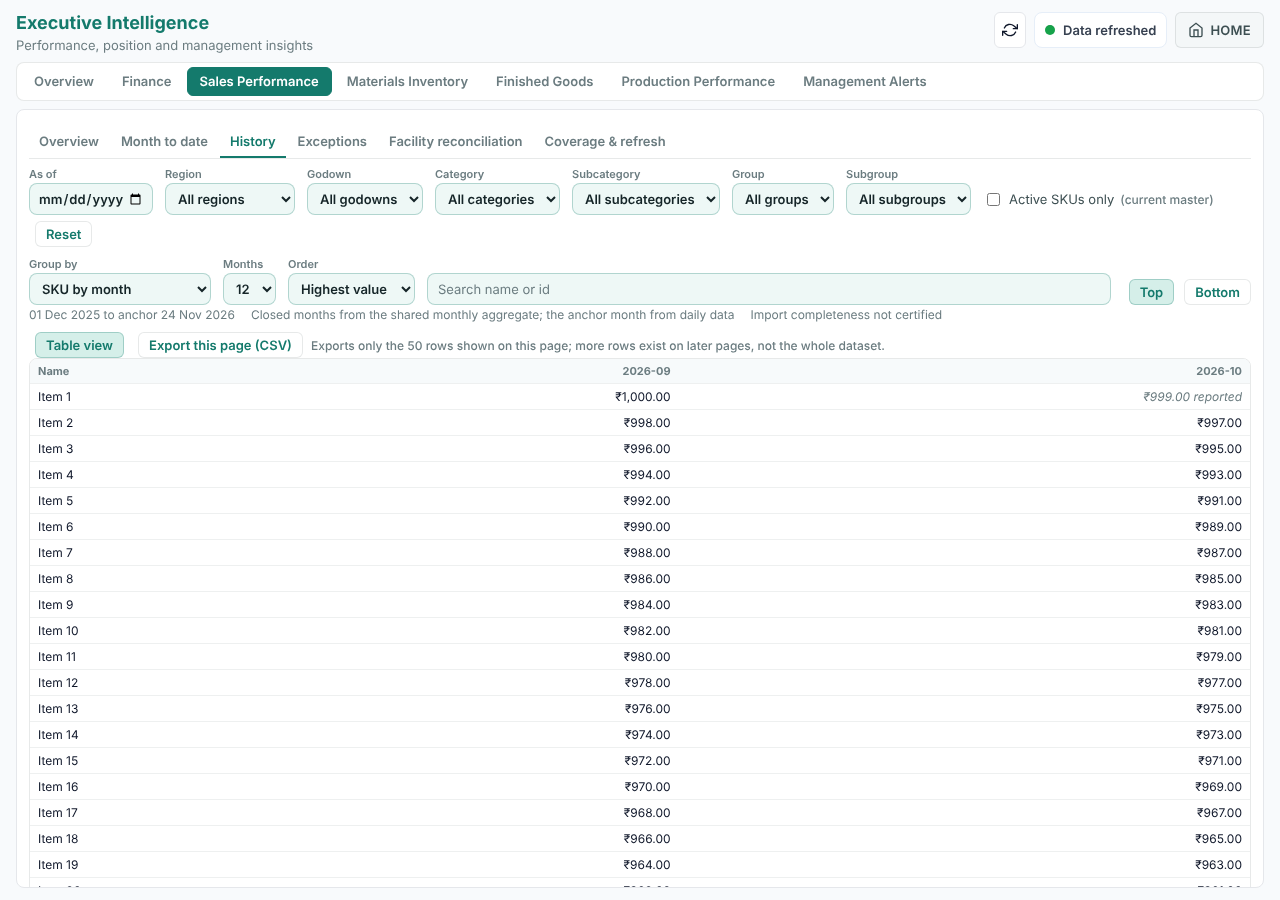 Executive Intelligence
Performance, position and management insights
Data refreshed
HOME
Overview Finance Sales Performance Materials Inventory Finished Goods Production Performance Management Alerts
Overview Month to date History Exceptions Facility reconciliation Coverage & refresh
As of Region Godown Category Subcategory Group Subgroup
mm/dd/yyyy All regions All godowns All categories All subcategories All groups All subgroups Active SKUs only (current master)
Reset
Group by Months Order
SKU by month 12 Highest value Search name or id Top Bottom
01 Dec 2025 to anchor 24 Nov 2026 Closed months from the shared monthly aggregate; the anchor month from daily data Import completeness not certified
Table view Export this page (CSV) Exports only the 50 rows shown on this page; more rows exist on later pages, not the whole dataset.
Name 2026-09 2026-10
Item 1 ₹1,000.00 ₹999.00 reported
Item 2 ₹998.00 ₹997.00
Item 3 ₹996.00 ₹995.00
Item 4 ₹994.00 ₹993.00
Item 5 ₹992.00 ₹991.00
Item 6 ₹990.00 ₹989.00
Item 7 ₹988.00 ₹987.00
Item 8 ₹986.00 ₹985.00
Item 9 ₹984.00 ₹983.00
Item 10 ₹982.00 ₹981.00
Item 11 ₹980.00 ₹979.00
Item 12 ₹978.00 ₹977.00
Item 13 ₹976.00 ₹975.00
Item 14 ₹974.00 ₹973.00
Item 15 ₹972.00 ₹971.00
Item 16 ₹970.00 ₹969.00
Item 17 ₹968.00 ₹967.00
Item 18 ₹966.00 ₹965.00
Item 19 ₹964.00 ₹963.00